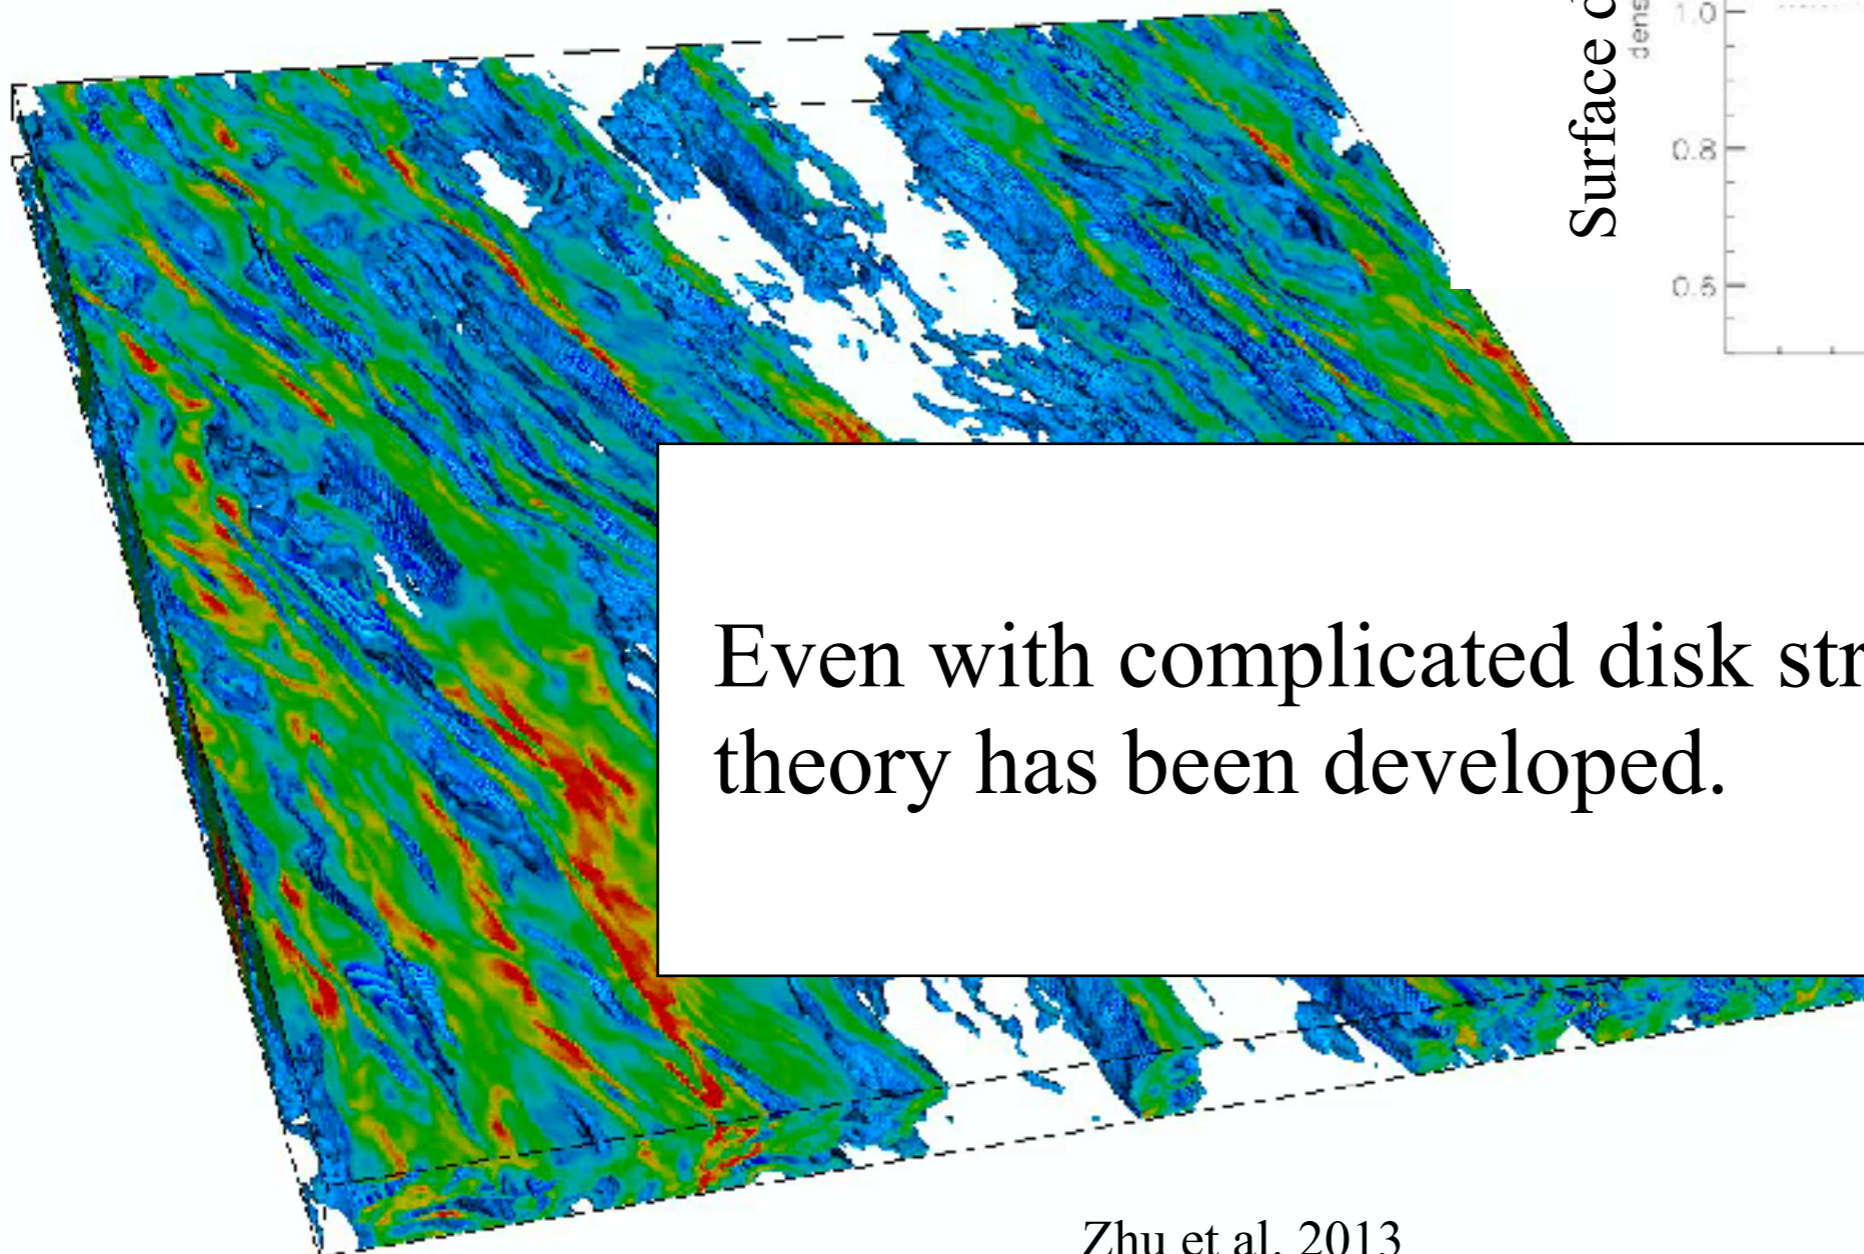 Surface
dens
1.0
0.8
0.6
Even with complicated disk str
theory has been developed.
Zhu et al. 2013